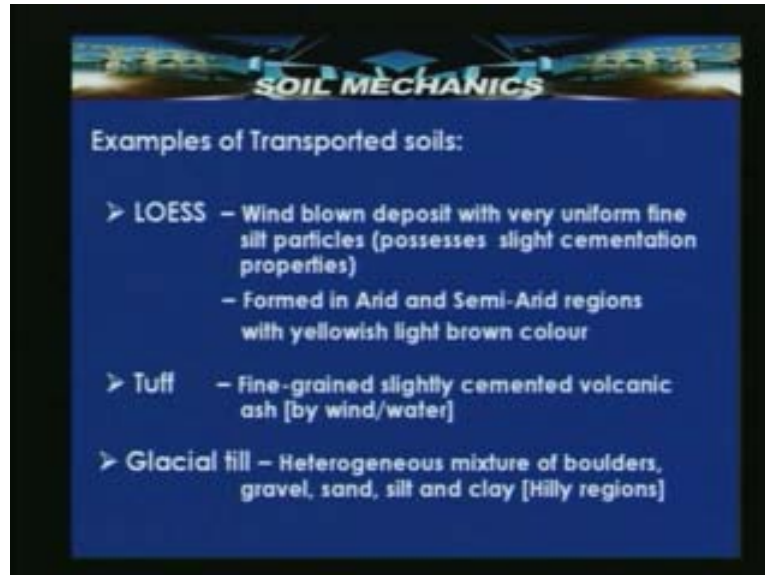 SOIL MECHANICS
Examples of Transported soils:
➢ LOESS – Wind blown deposit with very uniform fine
silt particles (possesses slight cementation
properties)
– Formed in Arid and Semi-Arid regions
with yellowish light brown colour
➢ Tuff – Fine-grained slightly cemented volcanic
ash [by wind/water]
➢ Glacial till – Heterogeneous mixture of boulders,
gravel, sand, silt and clay [Hilly regions]